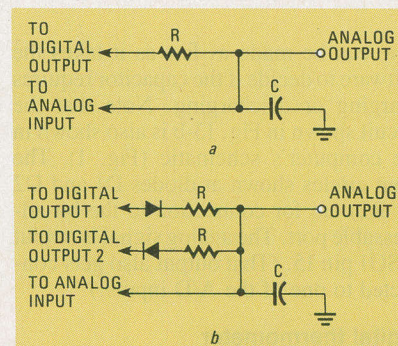 TO
DIGITAL
OUTPUT
R
ANALOG
OUTPUT
TO
ANALOG
INPUT
C
a
TO DIGITAL
OUTPUT 1
R
ANALOG
OUTPUT
TO DIGITAL
OUTPUT 2
R
TO ANALOG
INPUT
C
b